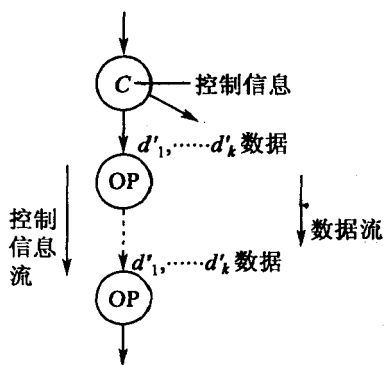 C 控制信息
d'₁,……d'ₖ 数据
OP
控制
信息
流
数据流
d'₁,……d'ₖ 数据
OP